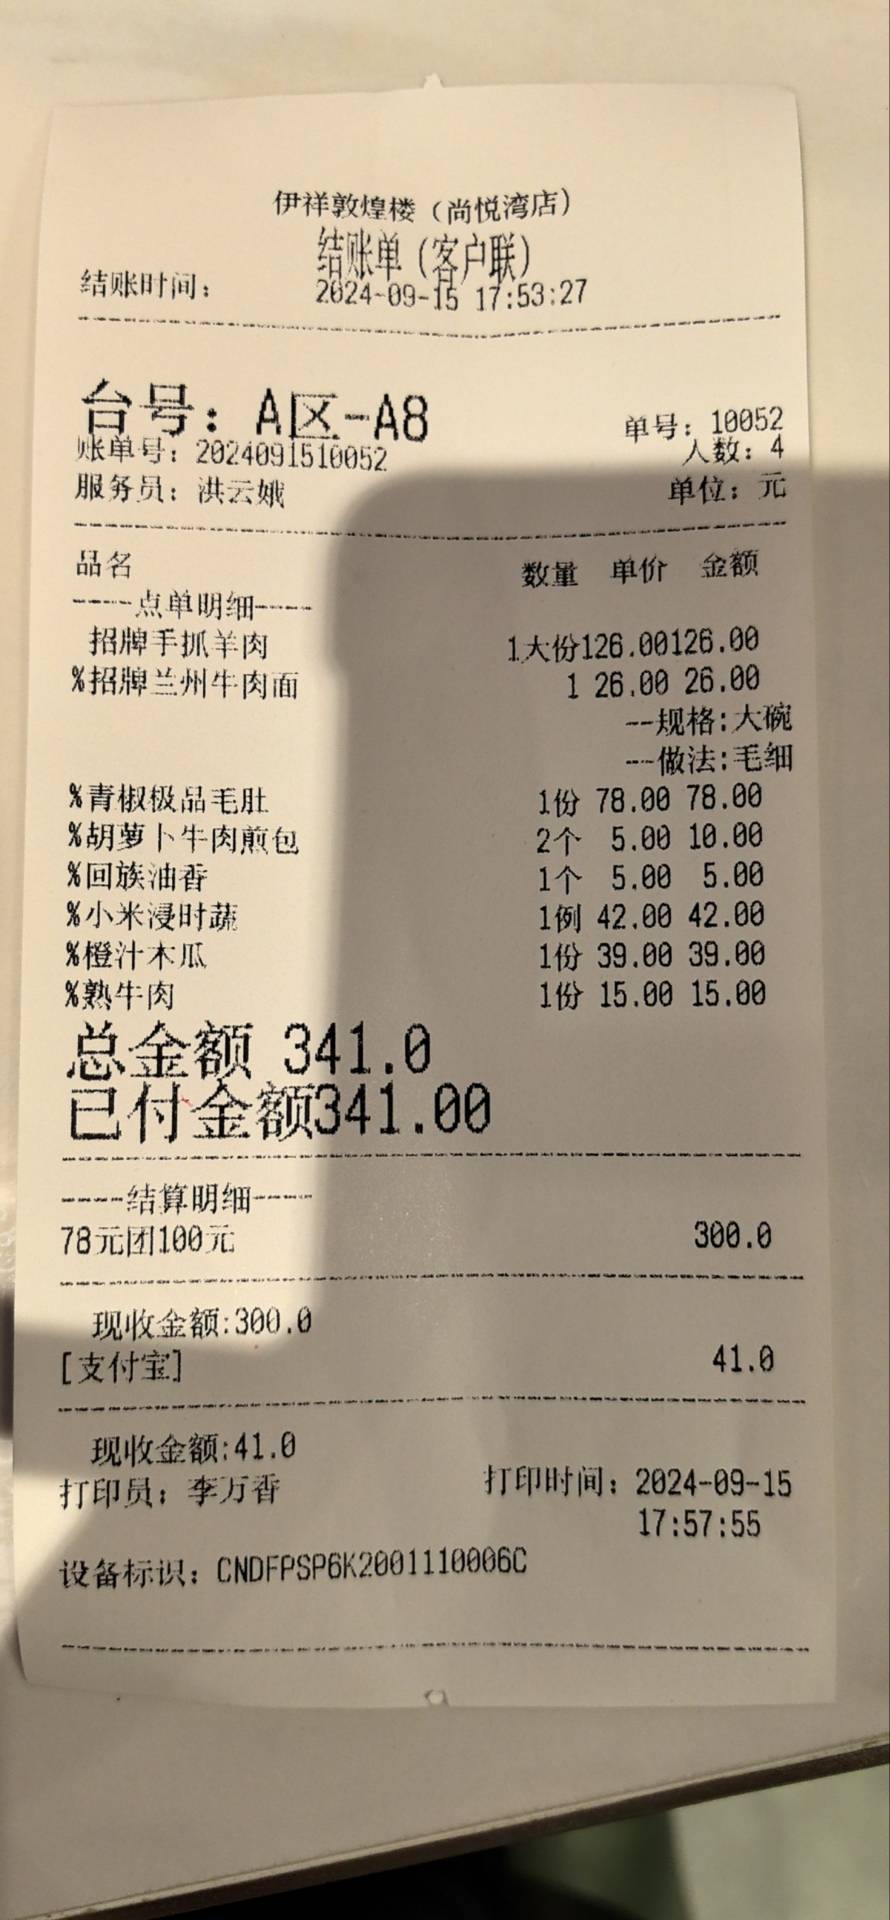 伊祥敦煌楼（尚悦湾店）
结账单（客户联）
结账时间： 2024-09-15 17:53:27
台号：A区-A8 单号：10052
账单号：2024091510052 人数：4
服务员：洪云娥 单位：元
品名 数量 单价 金额
----点单明细----
招牌手抓羊肉 1大份126.00126.00
%招牌兰州牛肉面 1 26.00 26.00
--规格:大碗
--做法:毛细
%青椒极品毛肚 1份 78.00 78.00
%胡萝卜牛肉煎包 2个 5.00 10.00
%回族油香 1个 5.00 5.00
%小米浸时蔬 1例 42.00 42.00
%橙汁木瓜 1份 39.00 39.00
%熟牛肉 1份 15.00 15.00
总金额 341.0
已付金额341.00
----结算明细----
78元团100元 300.0
现收金额:300.0
[支付宝] 41.0
现收金额:41.0
打印员：李万香 打印时间：2024-09-15
17:57:55
设备标识：CNDFPSP6K2001110006C